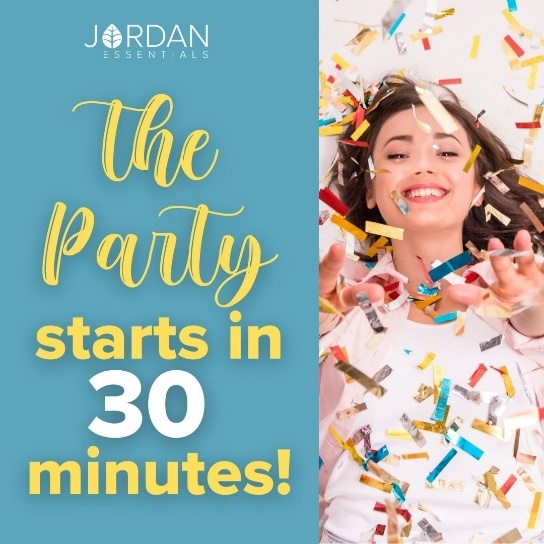 JORDAN
ESSENTIALS
The
Party
starts in
30
minutes!